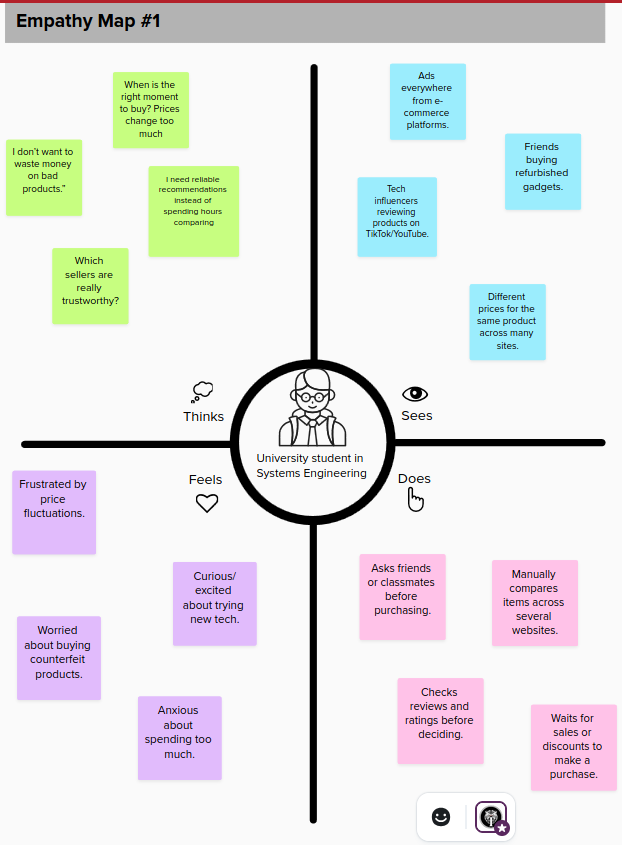 Empathy Map #1
When is the
right moment
to buy? Prices
change too
much
I don't want to
waste money
on bad
products."
I need reliable
recommendations
instead of
spending hours
comparing
Which
sellers are
really
trustworthy?
Ads
everywhere
from e-
commerce
platforms.
Friends
buying
refurbished
gadgets.
Tech
influencers
reviewing
products on
TikTok/YouTube.
Different
prices for the
same product
across many
sites.
Thinks
Sees
University student in
Systems Engineering
Feels
Does
Frustrated by
price
fluctuations.
Curious/
excited
about trying
new tech.
Worried
about buying
counterfeit
products.
Anxious
about
spending too
much.
Asks friends
or classmates
before
purchasing.
Manually
compares
items across
several
websites.
Checks
reviews and
ratings before
deciding.
Waits for
sales or
discounts to
make a
purchase.